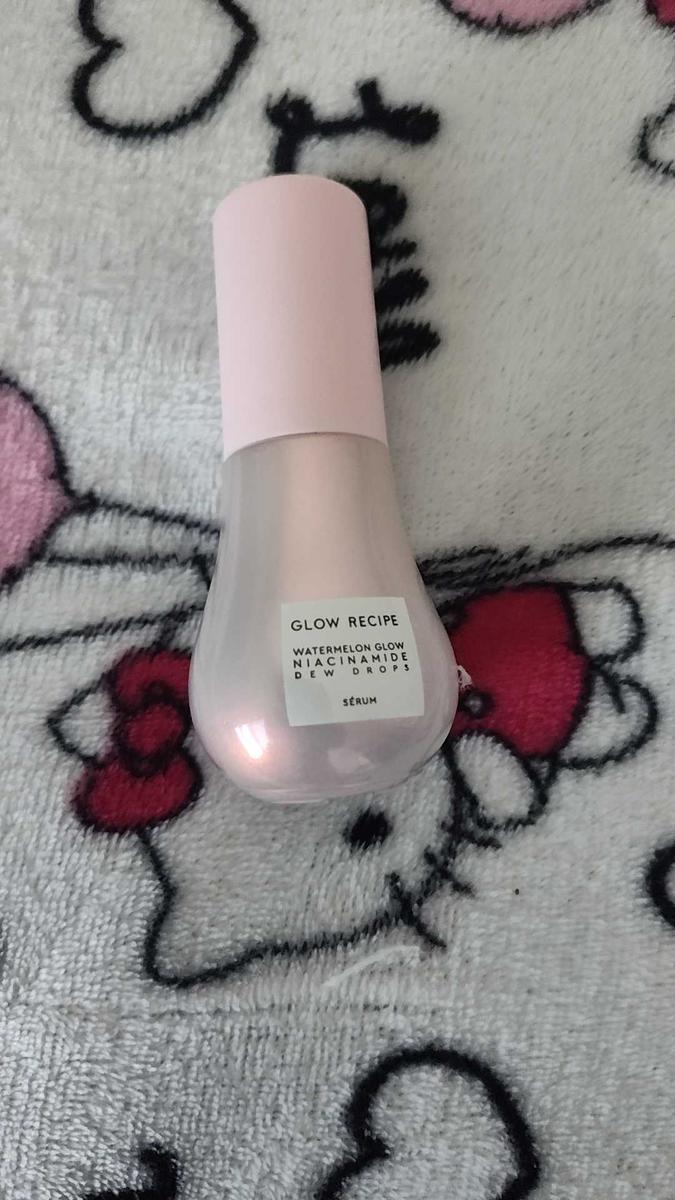 GLOW RECIPE
WATERMELON GLOW
NIACINAMIDE
DEW DROPS
SÉRUM